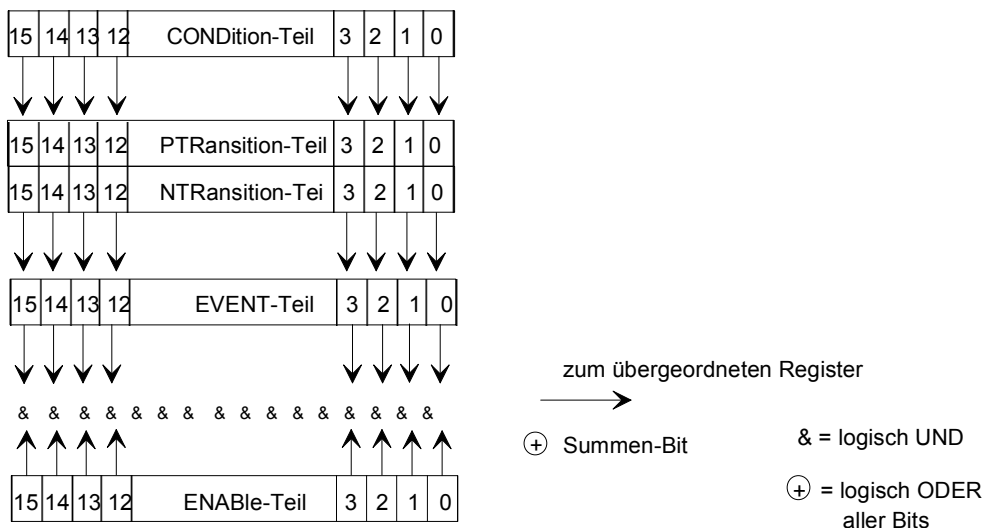 15 14 13 12 CONDition-Teil 3 2 1 0
15 14 13 12 PTRansition-Teil 3 2 1 0
15 14 13 12 NTRansition-Tei 3 2 1 0
15 14 13 12 EVENT-Teil 3 2 1 0
zum übergeordneten Register
& & & & & & & & & & & & & & & &
+ Summen-Bit
& = logisch UND
15 14 13 12 ENABle-Teil 3 2 1 0
+ = logisch ODER
aller Bits